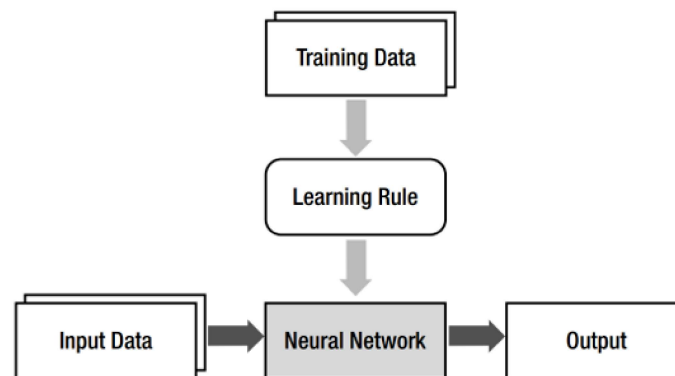 Training Data
Learning Rule
Input Data
Neural Network
Output